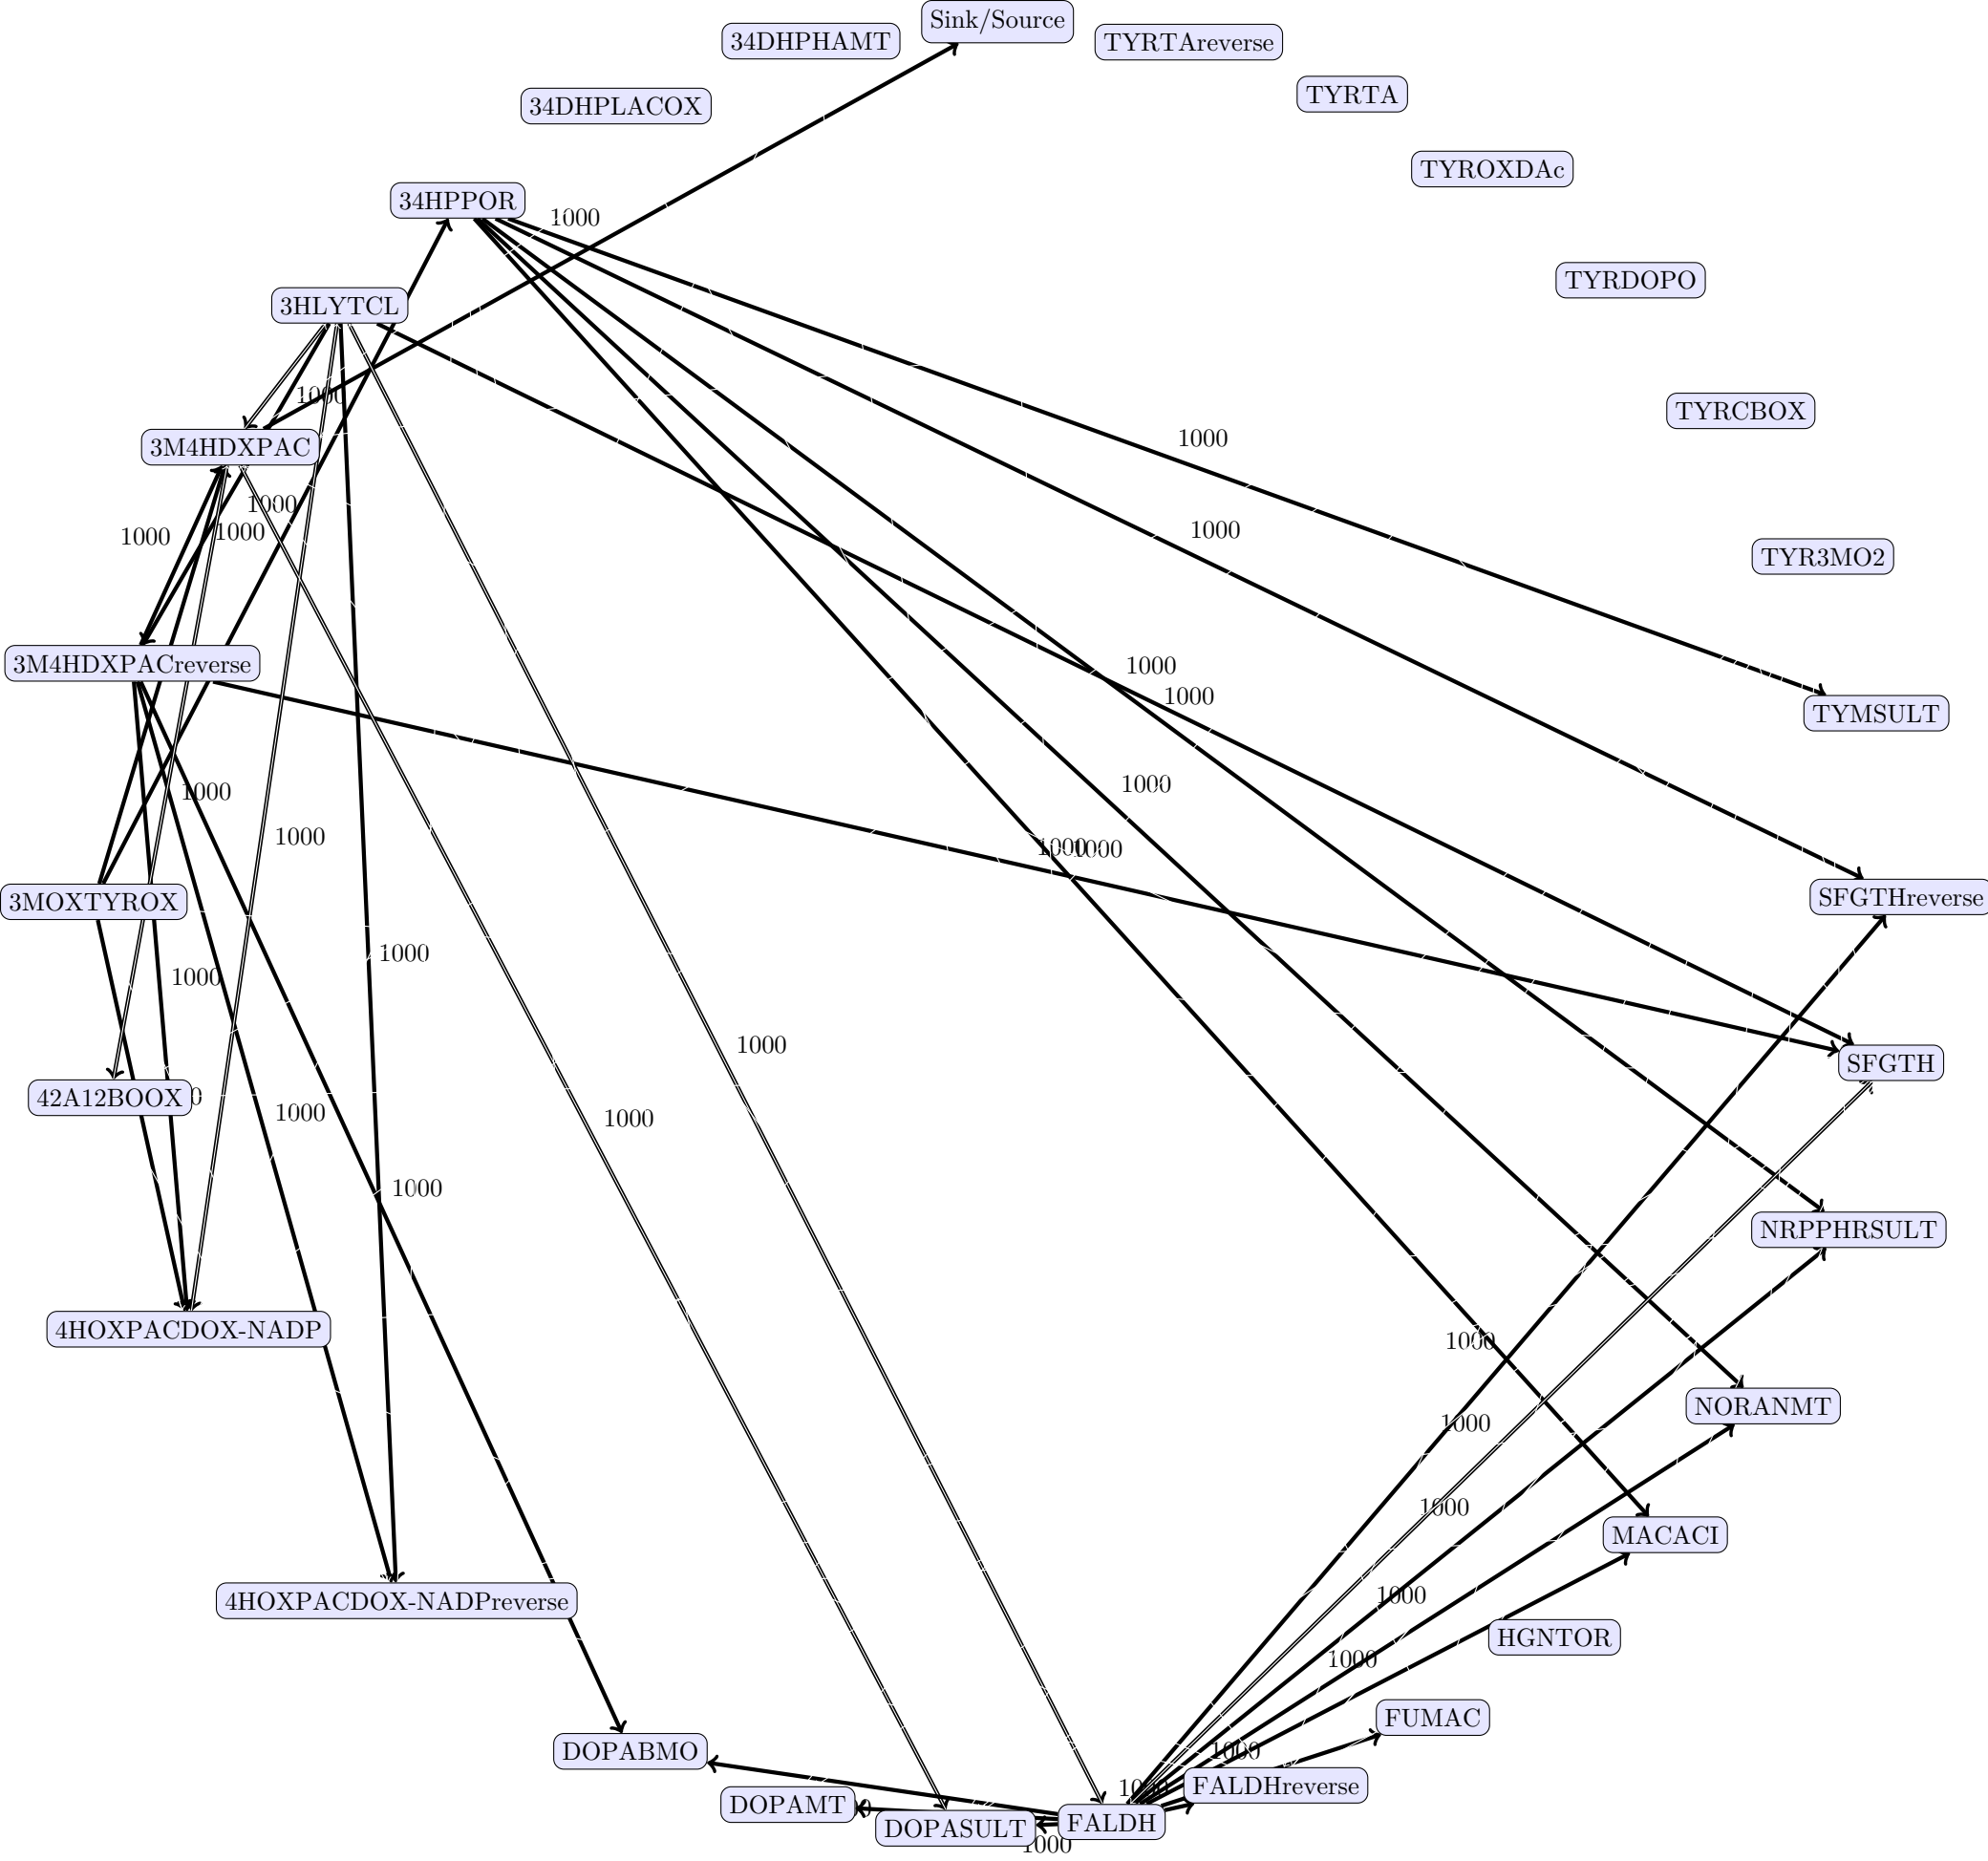 Sink/Source
34DHPHAMT
TYRTAreverse
TYRTA
34DHPLACOX
TYROXDAc
34HPPOR
1000
TYRDOPO
3HLYTCL
1000
TYRCBOX
1000
3M4HDXPAC
1000
1000
1000
1000
TYR3MO2
3M4HDXPACreverse
1000
1000
TYMSULT
1000
1000
1000
1000
1000
SFGTHreverse
3MOXTYROX
1000
1000
1000
SFGTH
42A12BOOX
1000
1000
1000
NRPPHRSULT
4HOXPACDOX-NADP
1000
NORANMT
1000
1000
MACACI
1000
4HOXPACDOX-NADPreverse
HGNTOR
1000
FUMAC
DOPABMO
1000
FALDHreverse
DOPAMT
FALDH
DOPASULT
1000